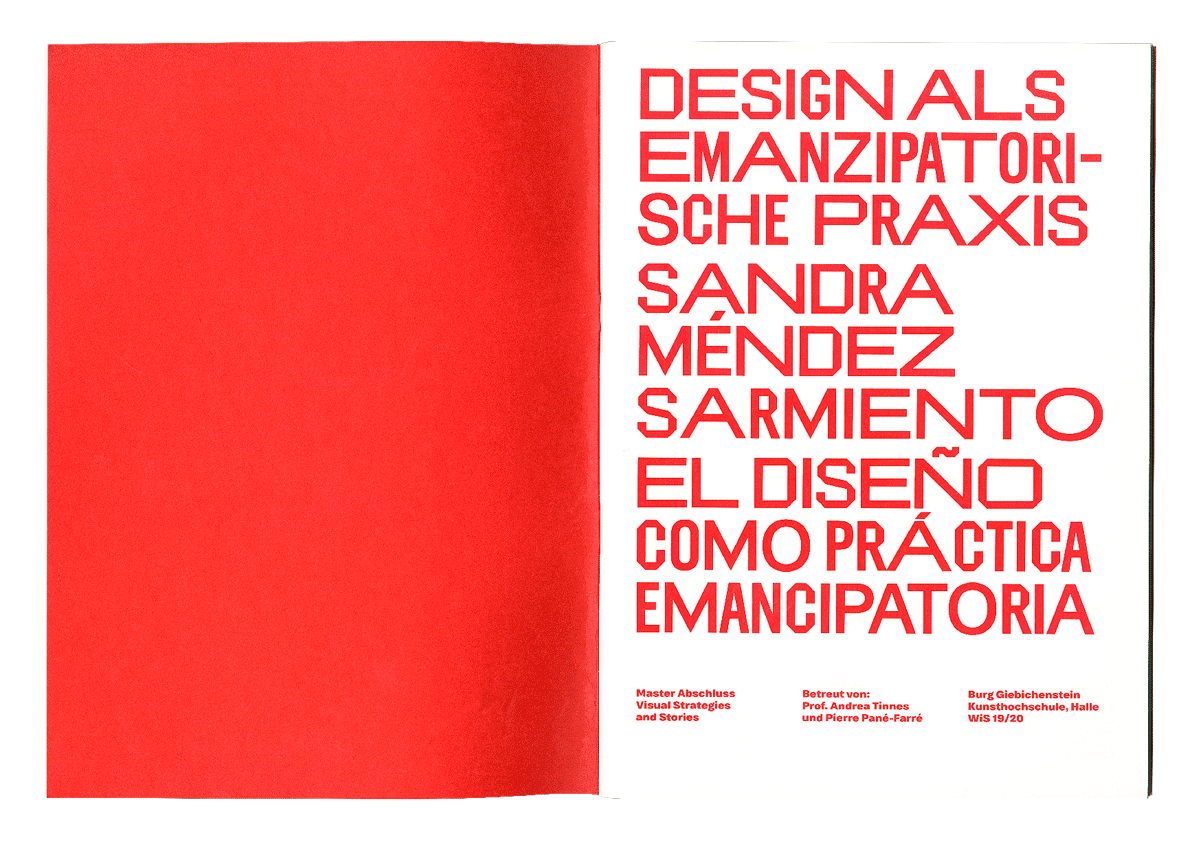 DESIGN ALS
EMANZIPATORI-
SCHE PRAXIS
SANDRA
MÉNDEZ
SARMIENTO
EL DISEÑO
COMO PRÁCTICA
EMANCIPATORIA
Master Abschluss
Visual Strategies
and Stories
Betreut von:
Prof. Andrea Tinnes
und Pierre Pané-Farré
Burg Giebichenstein
Kunsthochschule, Halle
WiS 19/20